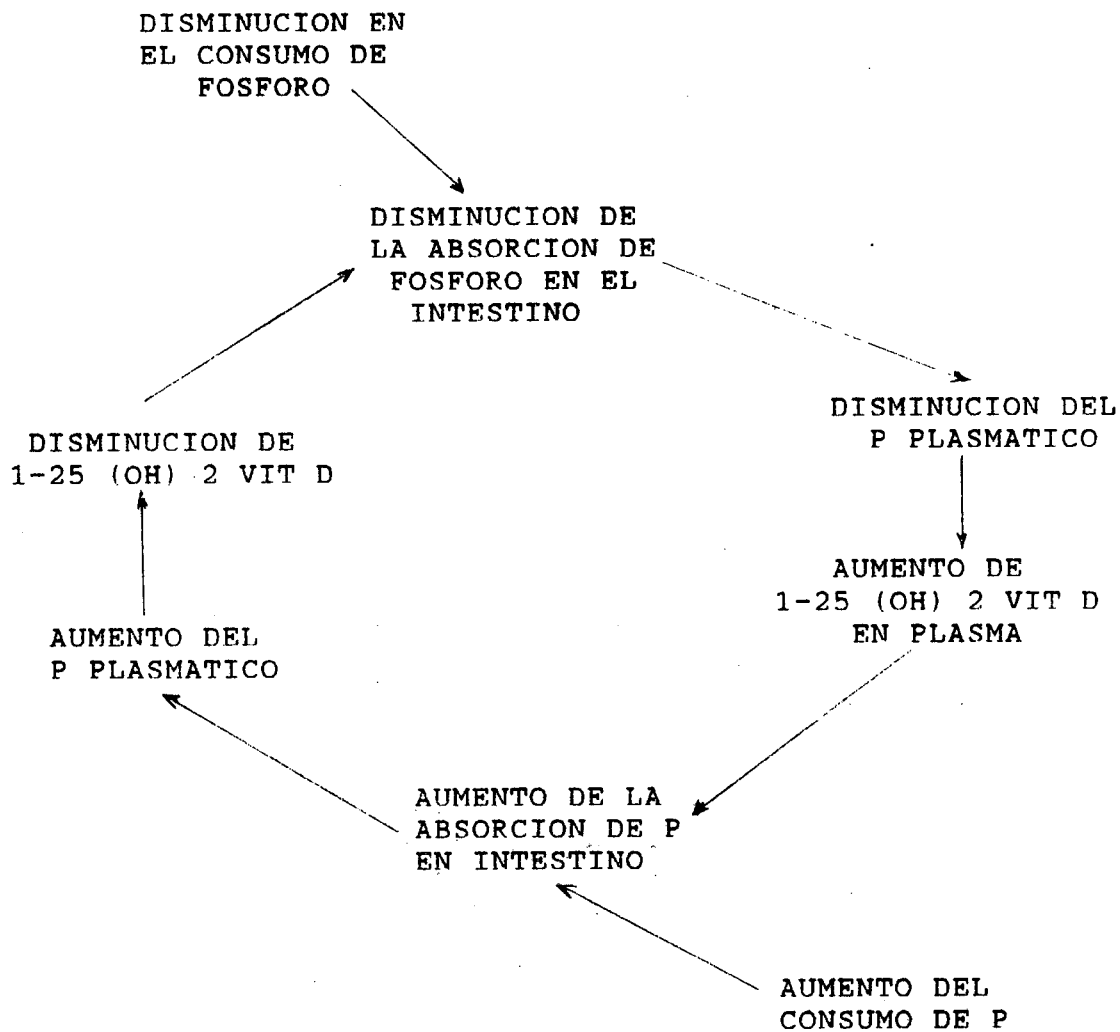 DISMINUCION EN
EL CONSUMO DE
FOSFORO
DISMINUCION DE
LA ABSORCION DE
FOSFORO EN EL
INTESTINO
DISMINUCION DEL
P PLASMATICO
AUMENTO DE
1-25 (OH) 2 VIT D
EN PLASMA
AUMENTO DE LA
ABSORCION DE P
EN INTESTINO
AUMENTO DEL
CONSUMO DE P
AUMENTO DEL
P PLASMATICO
DISMINUCION DE
1-25 (OH) 2 VIT D